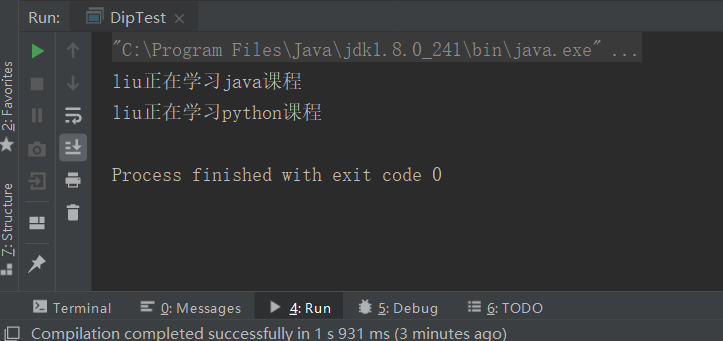 Run: DipTest ×
"C:\Program Files\Java\jdk1.8.0_241\bin\java.exe" ...
liu正在学习java课程
liu正在学习python课程
Process finished with exit code 0
2: Favorites
7: Structure
Terminal 0: Messages 4: Run 5: Debug 6: TODO
Compilation completed successfully in 1 s 931 ms (3 minutes ago)